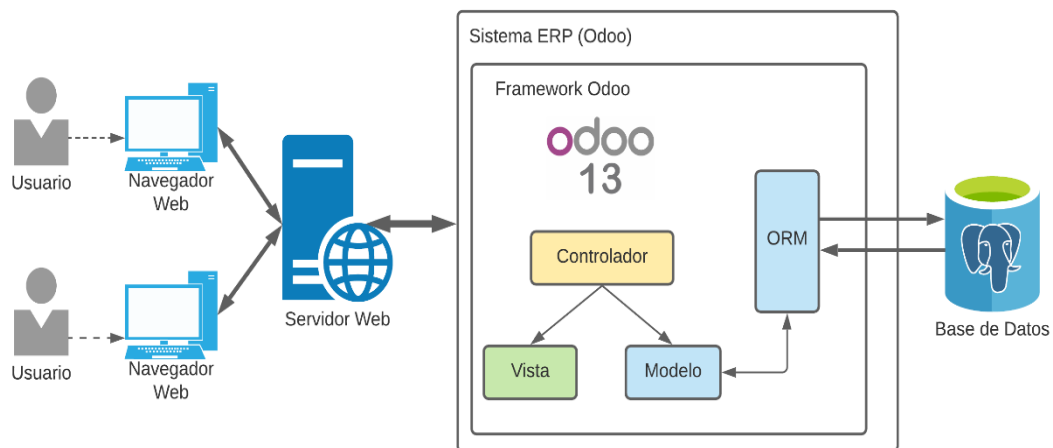 Sistema ERP (Odoo)
Framework Odoo
odoo
13
Usuario
Navegador
Web
Usuario
Navegador
Web
Servidor Web
Controlador
Vista
Modelo
ORM
Base de Datos